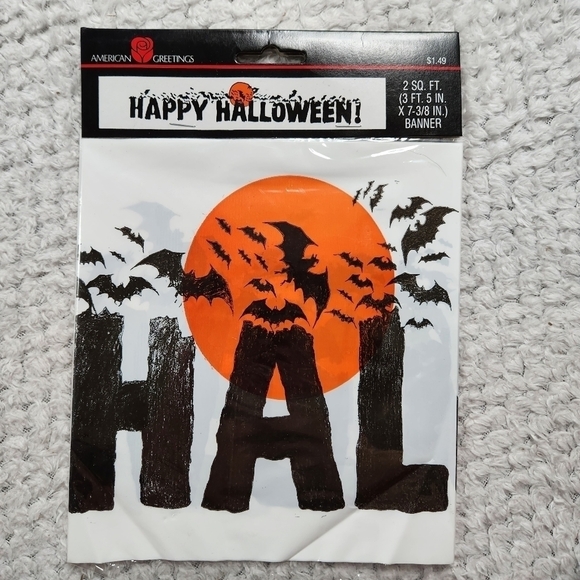 AMERICAN GREETINGS
$1.49
HAPPY HALLOWEEN!
2 SQ. FT.
(3 FT. 5 IN.
X 7-3/8 IN.)
BANNER
HAL